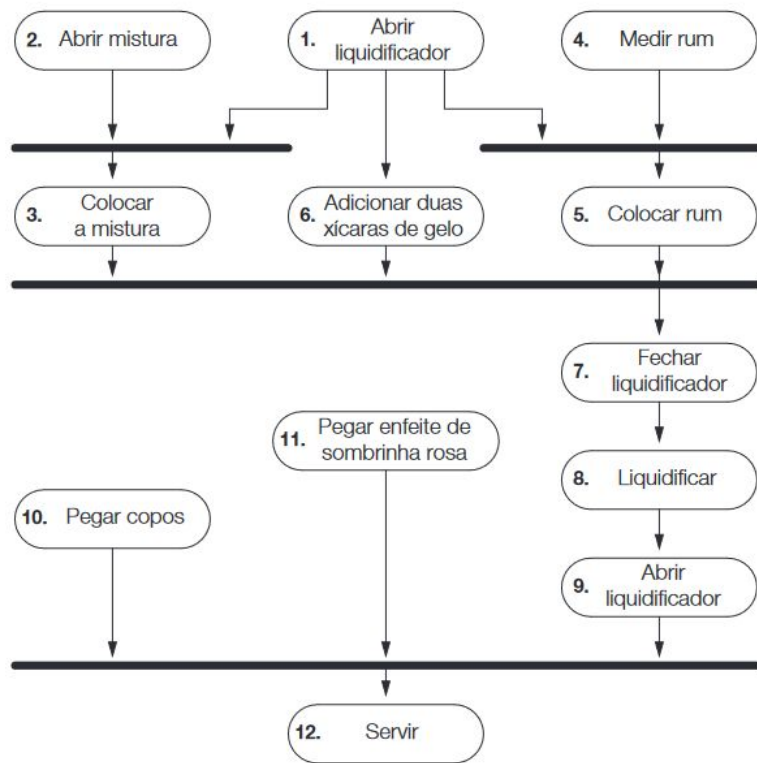 2. Abrir mistura
1. Abrir
liquidificador
4. Medir rum
3. Colocar
a mistura
6. Adicionar duas
xícaras de gelo
5. Colocar rum
7. Fechar
liquidificador
11. Pegar enfeite de
sombrinha rosa
8. Liquidificar
10. Pegar copos
9. Abrir
liquidificador
12. Servir